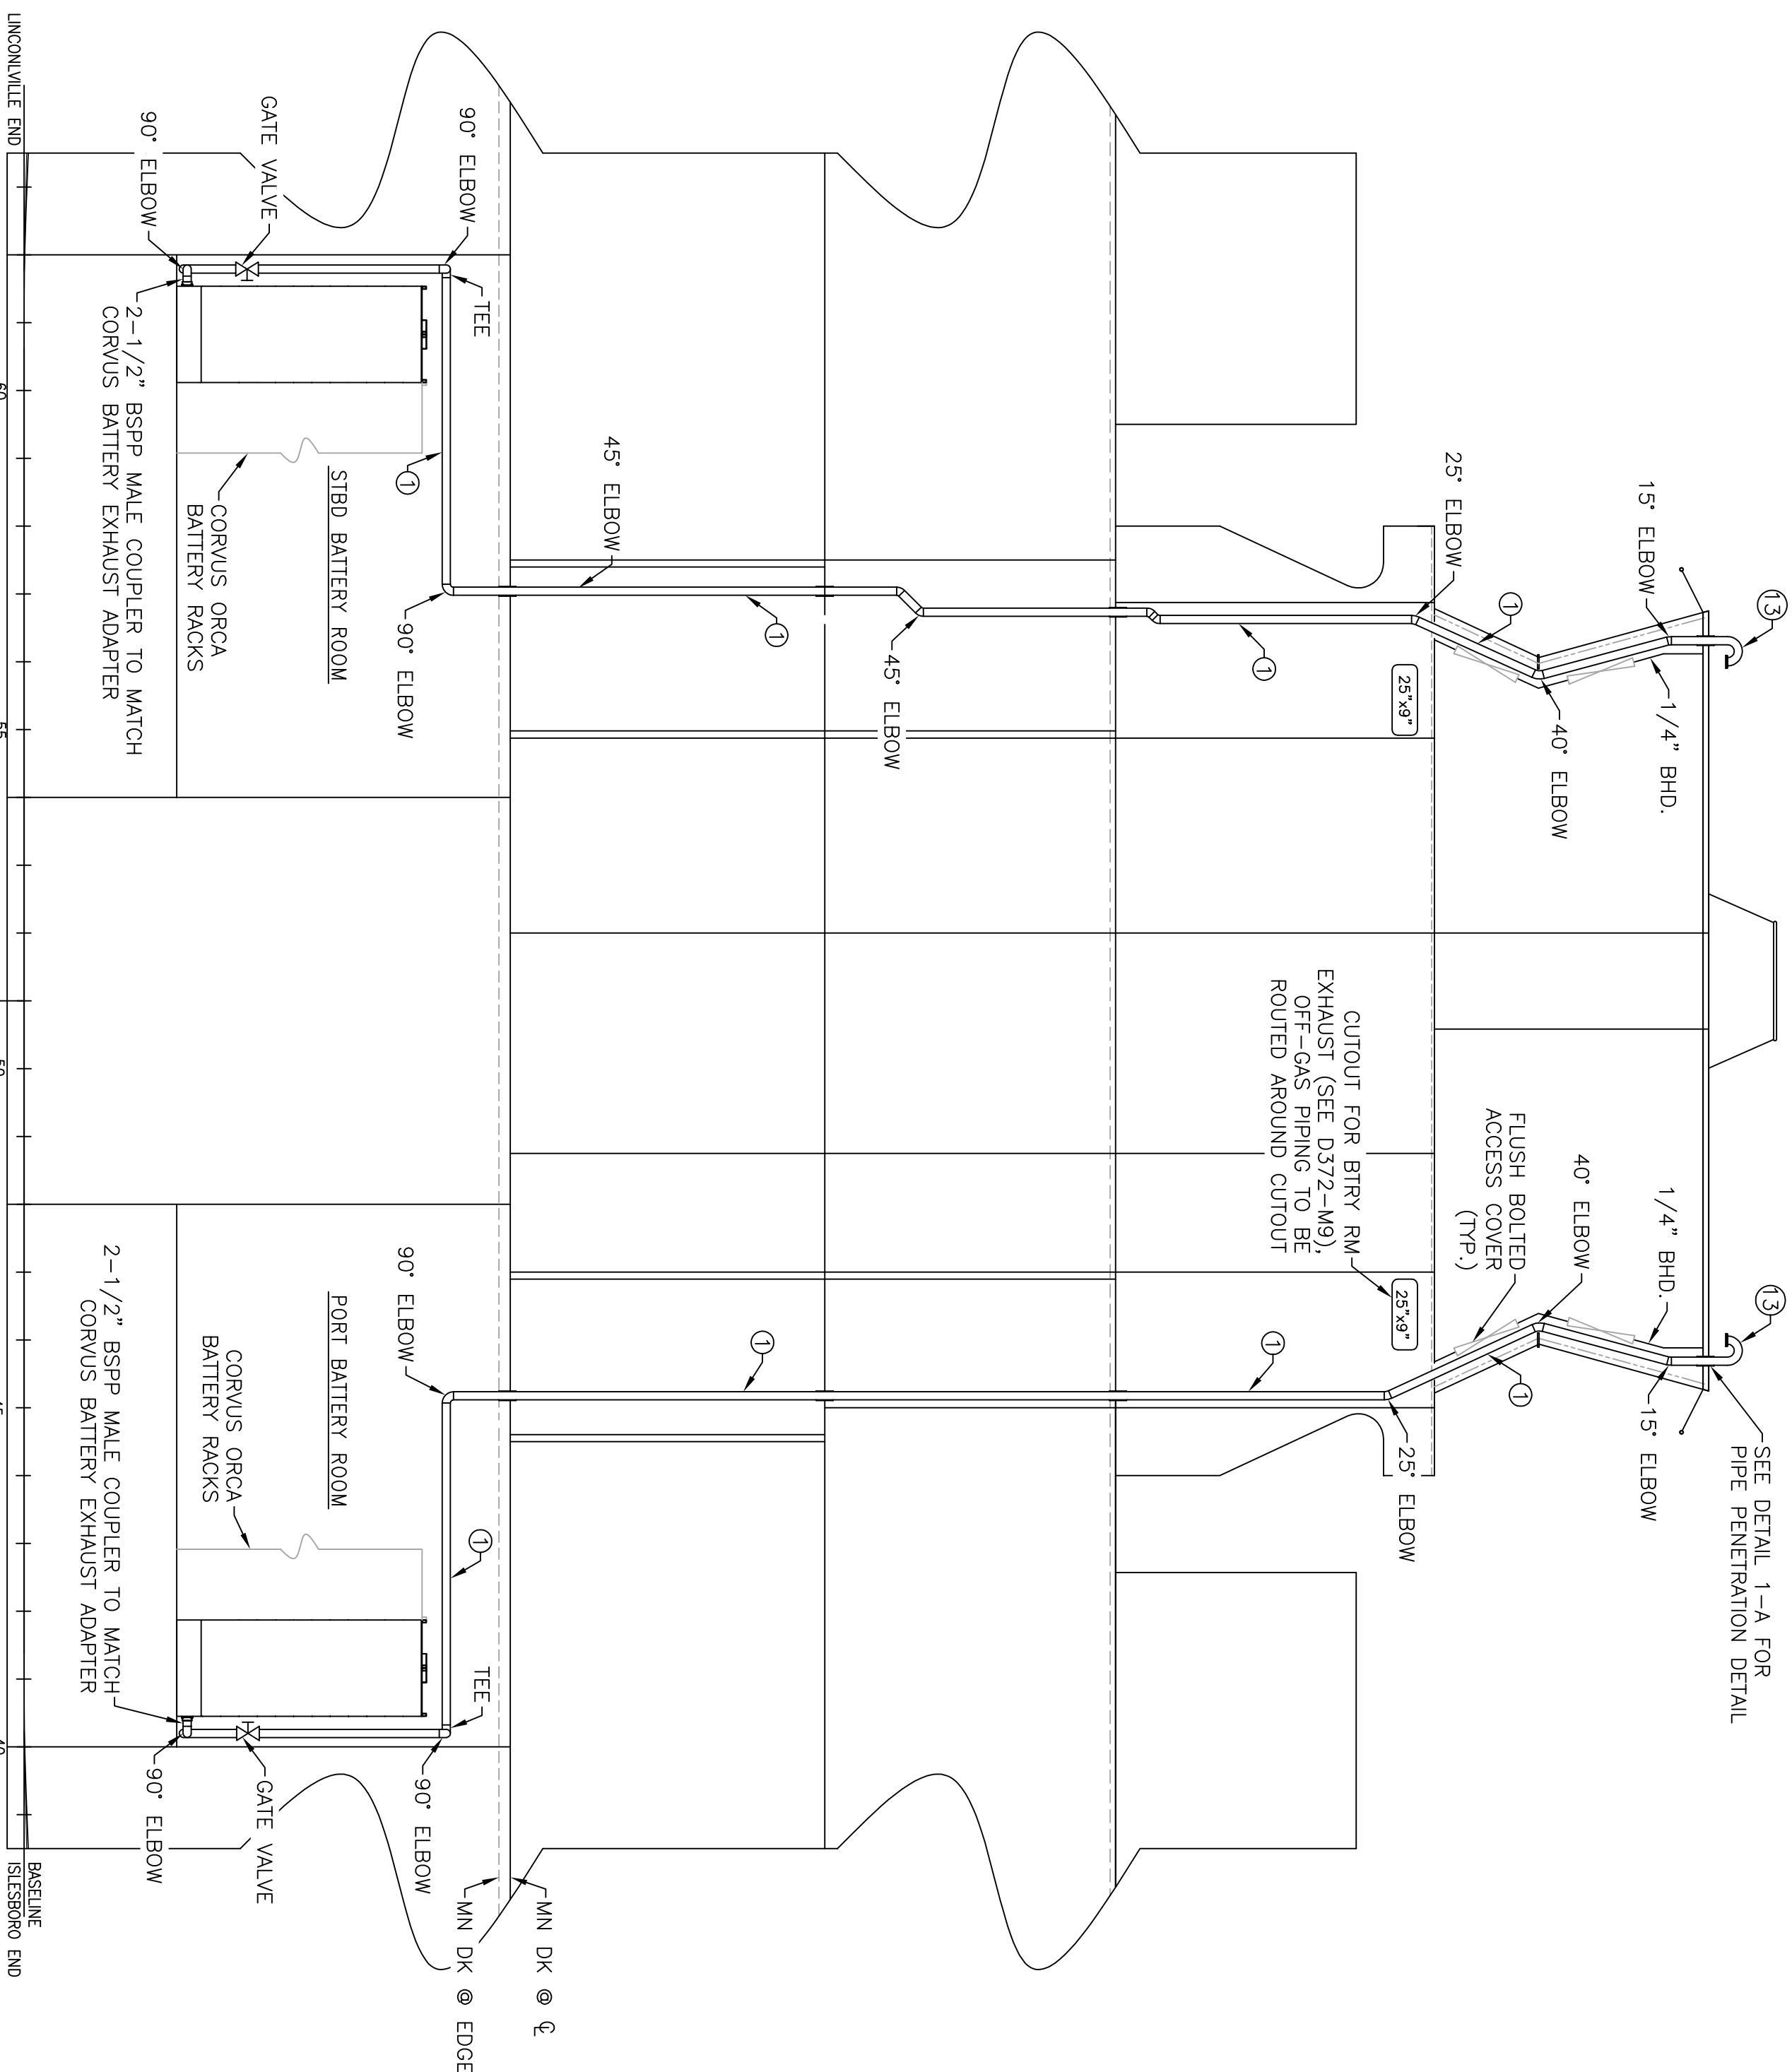 13
13
SEE DETAIL 1-A FOR
PIPE PENETRATION DETAIL
15° ELBOW
1/4" BHD.
1/4" BHD.
15° ELBOW
40° ELBOW
40° ELBOW
1
1
FLUSH BOLTED
ACCESS COVER
(TYP.)
25° ELBOW
25"x9"
25"x9"
25° ELBOW
CUTOUT FOR BTRY RM
EXHAUST (SEE D372-M9),
OFF-GAS PIPING TO BE
ROUTED AROUND CUTOUT
1
1
45° ELBOW
45° ELBOW
1
1
MN DK @ ℄
MN DK @ EDGE
90° ELBOW
TEE
1
90° ELBOW
90° ELBOW
1
TEE
90° ELBOW
STBD BATTERY ROOM
PORT BATTERY ROOM
GATE VALVE
GATE VALVE
CORVUS ORCA
BATTERY RACKS
CORVUS ORCA
BATTERY RACKS
90° ELBOW
90° ELBOW
2-1/2" BSPP MALE COUPLER TO MATCH
CORVUS BATTERY EXHAUST ADAPTER
2-1/2" BSPP MALE COUPLER TO MATCH
CORVUS BATTERY EXHAUST ADAPTER
BASELINE
LINCONLVILLE END
ISLESBORO END
60
55
50
45
40